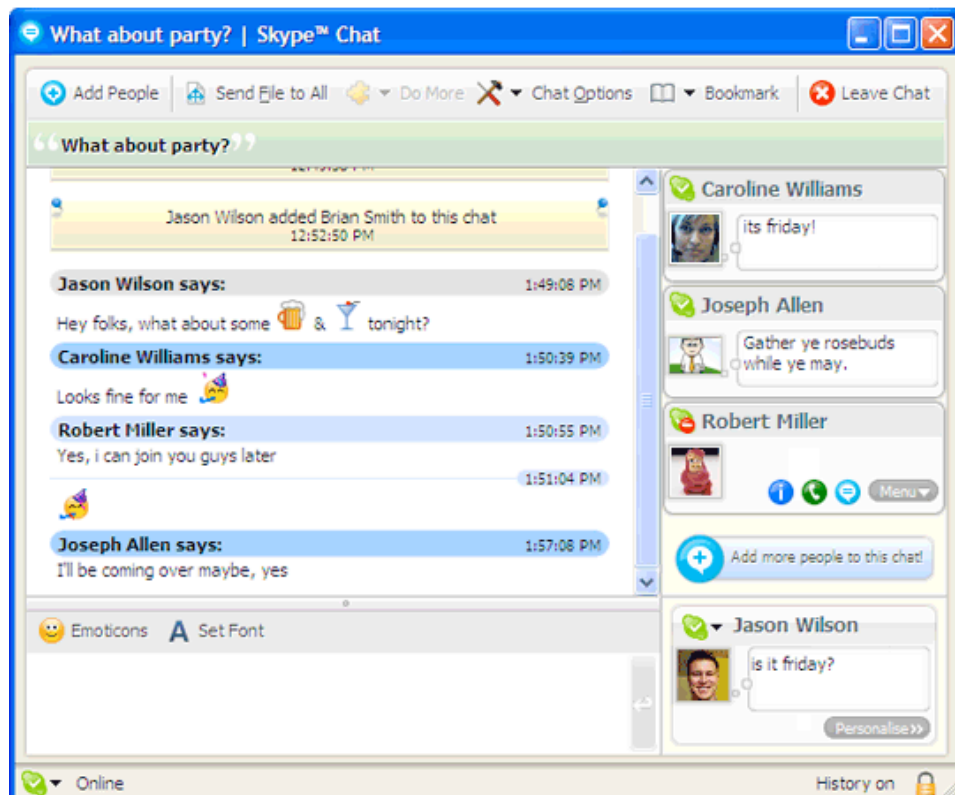 What about party? | Skype™ Chat
Add People Send File to All Do More Chat Options Bookmark Leave Chat
“What about party?”
Jason Wilson added Brian Smith to this chat
12:52:50 PM
Jason Wilson says: 1:49:08 PM
Hey folks, what about some & tonight?
Caroline Williams says: 1:50:39 PM
Looks fine for me
Robert Miller says: 1:50:55 PM
Yes, i can join you guys later
1:51:04 PM
Joseph Allen says: 1:57:08 PM
I'll be coming over maybe, yes
Caroline Williams
its friday!
Joseph Allen
Gather ye rosebuds
while ye may.
Robert Miller
Menu
Add more people to this chat!
Emoticons A Set Font
Jason Wilson
is it friday?
Personalise
Online History on